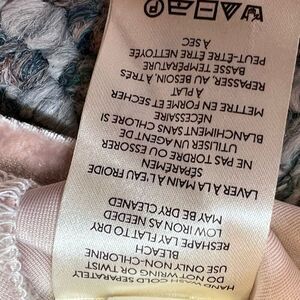 HAND WASH COLD SEPARATELY
DO NOT WRING OR TWIST
USE ONLY NON-CHLORINE
BLEACH
RESHAPE LAY FLAT TO DRY
LOW IRON AS NEEDED
MAY BE DRY CLEANED
LAVER À LA MAIN À L'EAU FROIDE
SÉPARÉMEN
NE PAS TORDRE OU ESSORER
UTILISER UN AGENT DE
BLANCHIMENT SANS CHLORE SI
NÉCESSAIRE
METTRE EN FORME ET SÉCHER
À PLAT
REPASSER, AU BESOIN À TRÈS
BASSE TEMPÉRATURE
PEUT-ÊTRE ÊTRE NETTOYÉE
À SEC
P